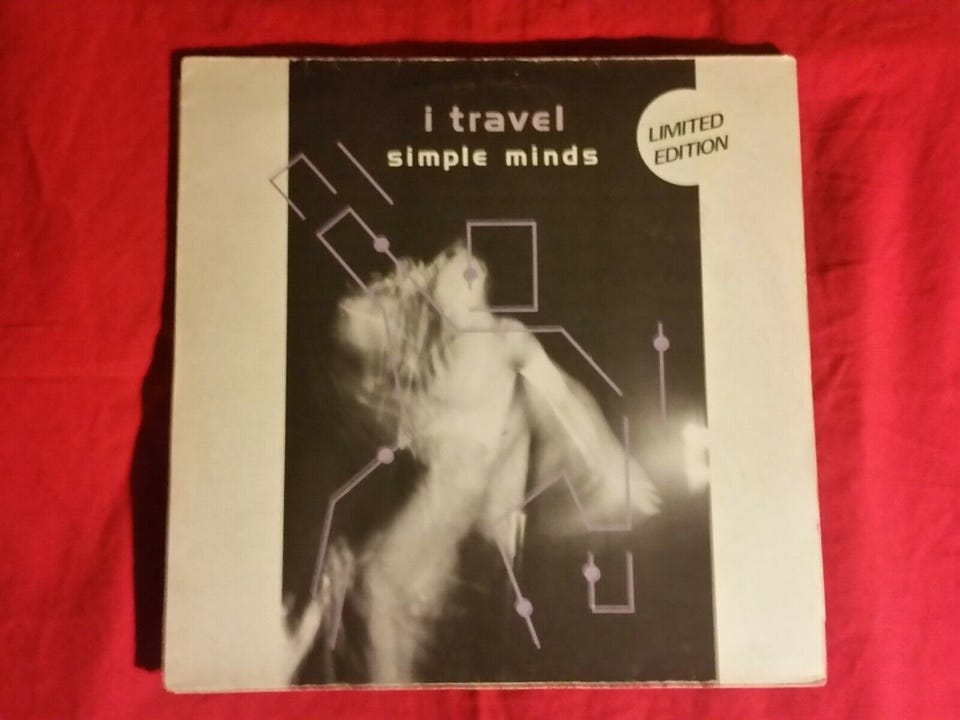 i travel
simple minds
LIMITED
EDITION